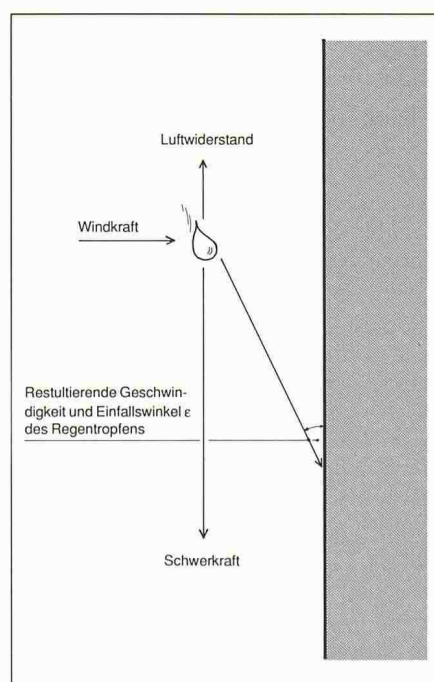 Luftwiderstand
Windkraft
Restultierende Geschwin-
digkeit und Einfallswinkel ε
des Regentropfens
Schwerkraft